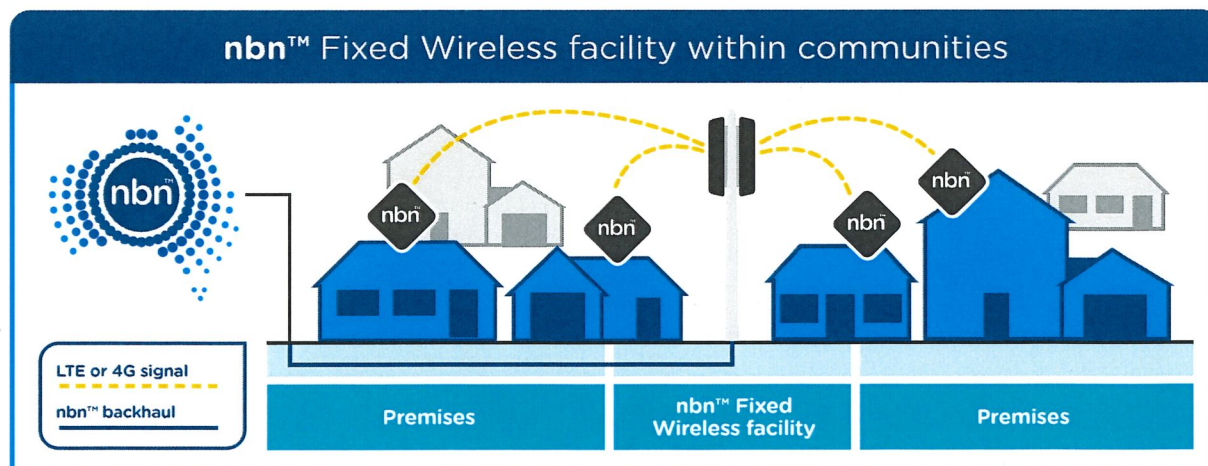 nbn™ Fixed Wireless facility within communities
nbn™
nbn™
nbn™
nbn™
nbn™
LTE or 4G signal
nbn™ backhaul
Premises
nbn™ Fixed
Wireless facility
Premises